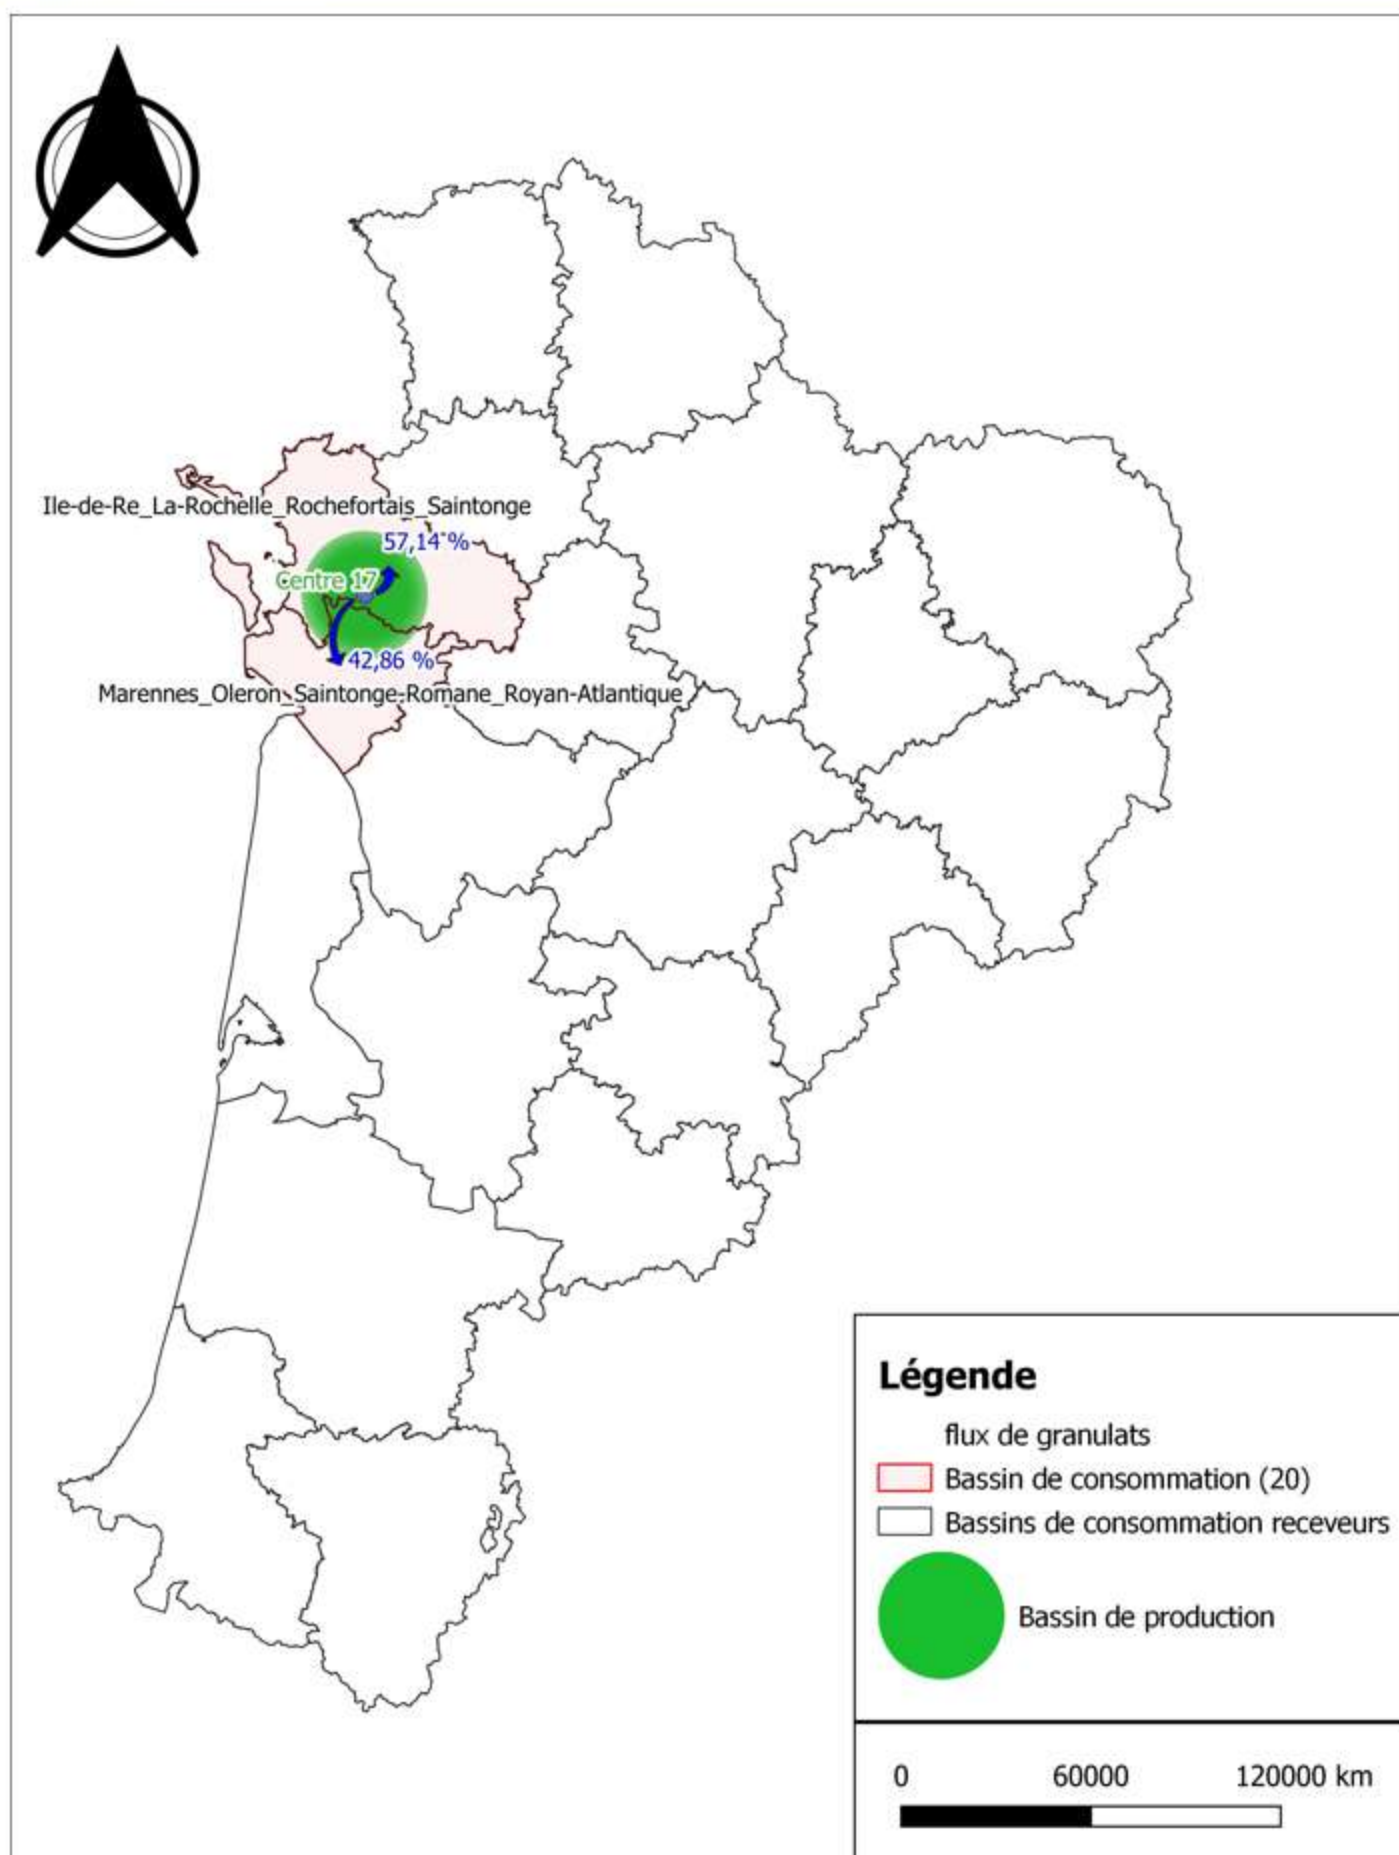 Ile-de-Re_La-Rochelle_Rochefortais_Saintonge
57,14 %
Centre 17
42,86 %
Marennes_Oleron_Saintonge-Romane_Royan-Atlantique
Légende
flux de granulats
Bassin de consommation (20)
Bassins de consommation receveurs
Bassin de production
0 60000 120000 km